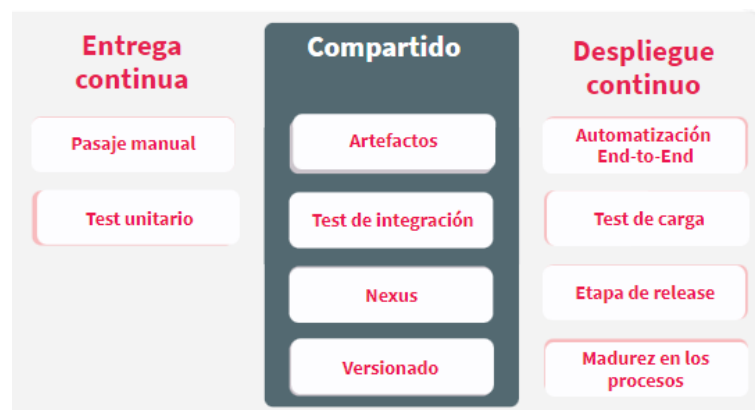 Entrega
continua
Pasaje manual
Test unitario
Compartido
Artefactos
Test de integración
Nexus
Versionado
Despliegue
continuo
Automatización
End-to-End
Test de carga
Etapa de release
Madurez en los
procesos